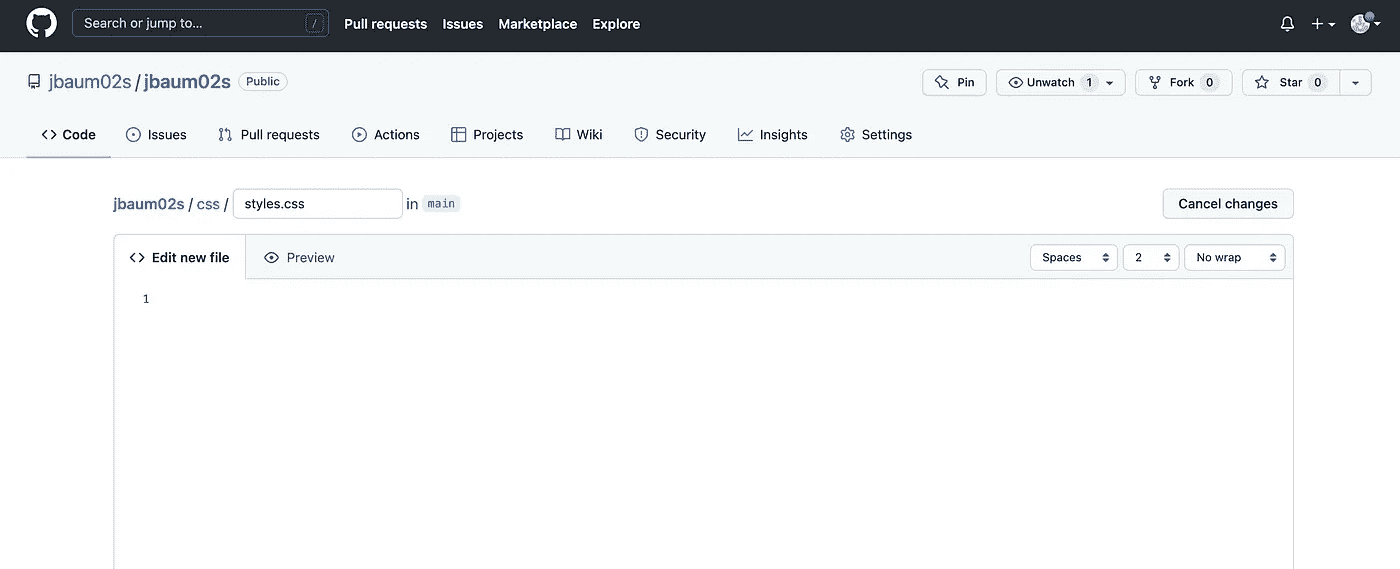 Search or jump to... / Pull requests Issues Marketplace Explore
jbaum02s / jbaum02s Public Pin Unwatch 1 Fork 0 Star 0
Code Issues Pull requests Actions Projects Wiki Security Insights Settings
jbaum02s / css / styles.css in main Cancel changes
Edit new file Preview Spaces 2 No wrap
1